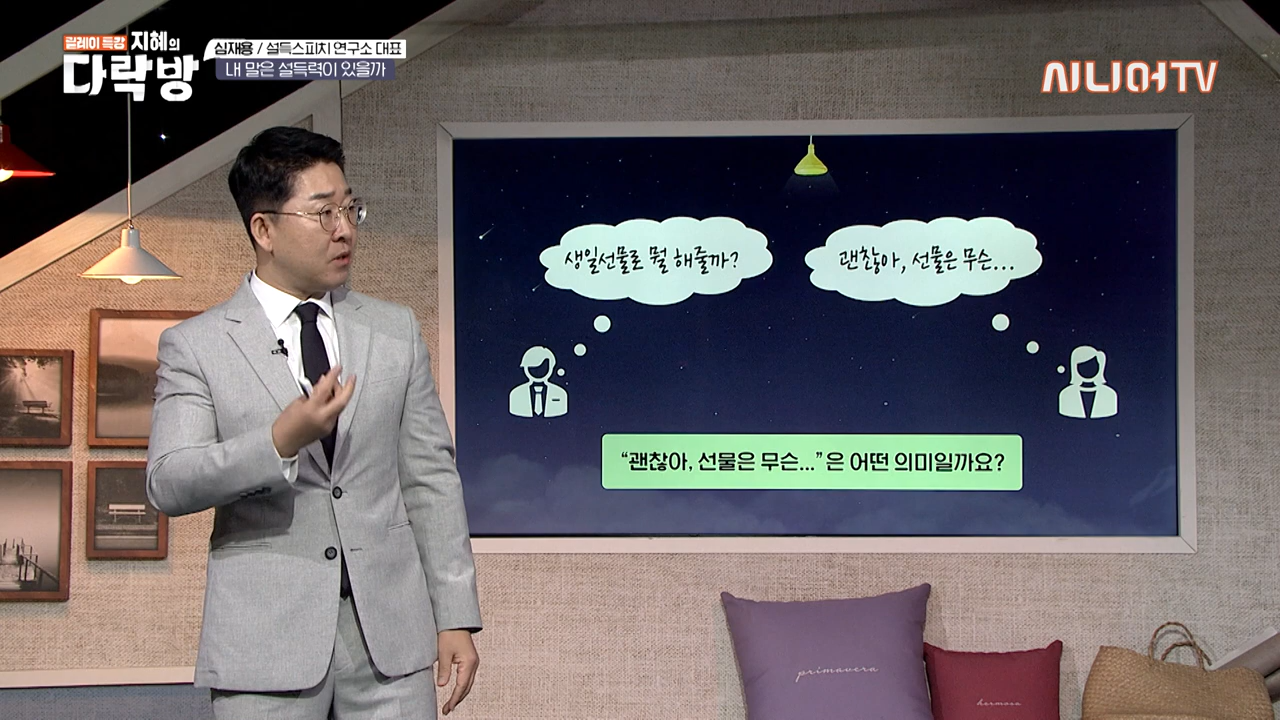 릴레이 특강 지혜의
다락방
심재용 / 설득스피치 연구소 대표
내 말은 설득력이 있을까
시니어TV
생일선물로 뭘 해줄까?
괜찮아, 선물은 무슨...
“괜찮아, 선물은 무슨...”은 어떤 의미일까요?
primavera
hermosa